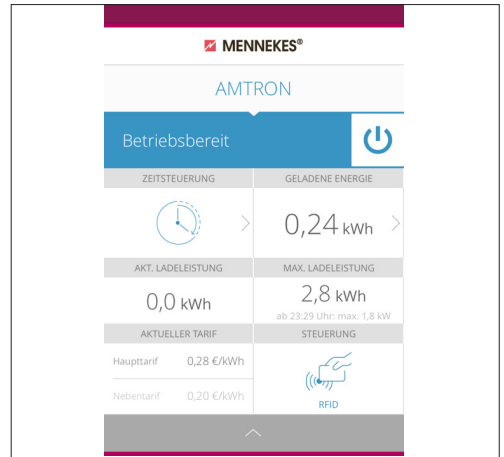 MENNEKES®
AMTRON
Betriebsbereit
ZEITSTEUERUNG
GELADENE ENERGIE
0,24 kWh
AKT. LADELEISTUNG
MAX. LADELEISTUNG
0,0 kWh
2,8 kWh
ab 23:29 Uhr: max. 1,8 kW
AKTUELLER TARIF
STEUERUNG
Haupttarif 0,28 €/kWh
Nebentarif 0,20 €/kWh
RFID